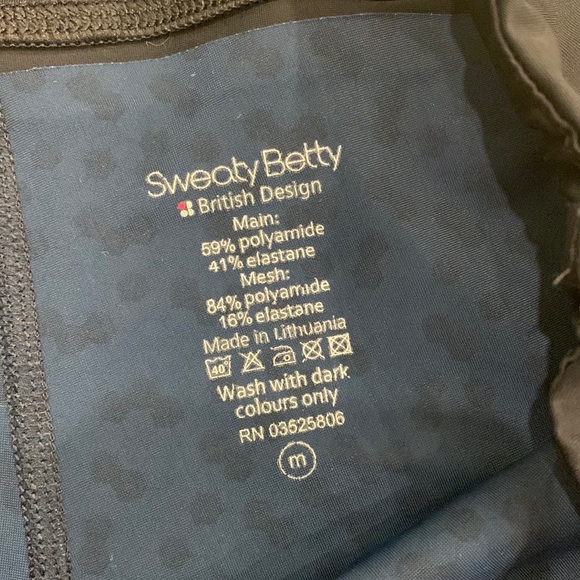 Sweaty Betty
British Design
Main:
59% polyamide
41% elastane
Mesh:
84% polyamide
16% elastane
Made in Lithuania
40°
Wash with dark
colours only
RN 03525806
m